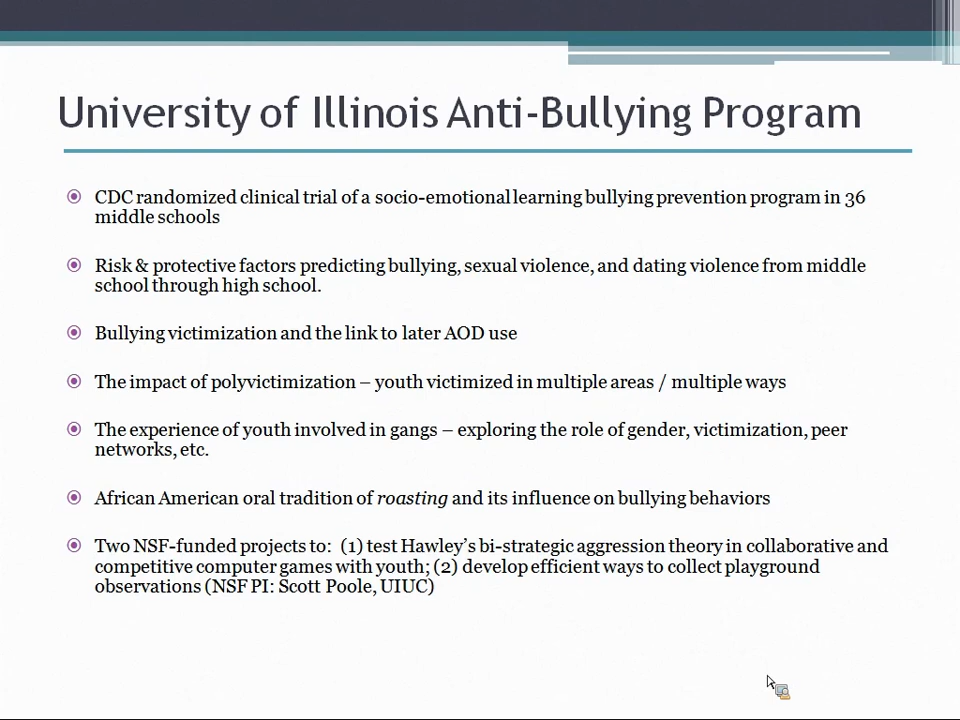 University of Illinois Anti-Bullying Program
CDC randomized clinical trial of a socio-emotional learning bullying prevention program in 36
middle schools
Risk & protective factors predicting bullying, sexual violence, and dating violence from middle
school through high school.
Bullying victimization and the link to later AOD use
The impact of polyvictimization – youth victimized in multiple areas / multiple ways
The experience of youth involved in gangs – exploring the role of gender, victimization, peer
networks, etc.
African American oral tradition of roasting and its influence on bullying behaviors
Two NSF-funded projects to:  (1) test Hawley's bi-strategic aggression theory in collaborative and
competitive computer games with youth; (2) develop efficient ways to collect playground
observations (NSF PI: Scott Poole, UIUC)